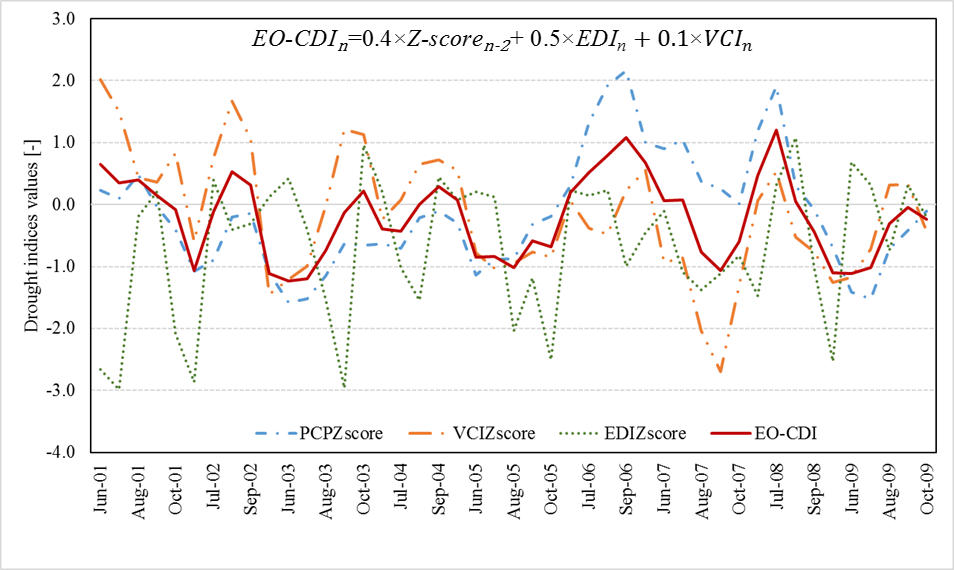 EO-CDIn=0.4×Z-scoren-2+ 0.5×EDIn + 0.1×VCIn
3.0
2.0
1.0
0.0
-1.0
-2.0
-3.0
-4.0
Drought indices values [-]
PCPZscore VCIZscore EDIZscore EO-CDI
Jun-01 Aug-01 Oct-01 Jul-02 Sep-02 Jun-03 Aug-03 Oct-03 Jul-04 Sep-04 Jun-05 Aug-05 Oct-05 Jul-06 Sep-06 Jun-07 Aug-07 Oct-07 Jul-08 Sep-08 Jun-09 Aug-09 Oct-09